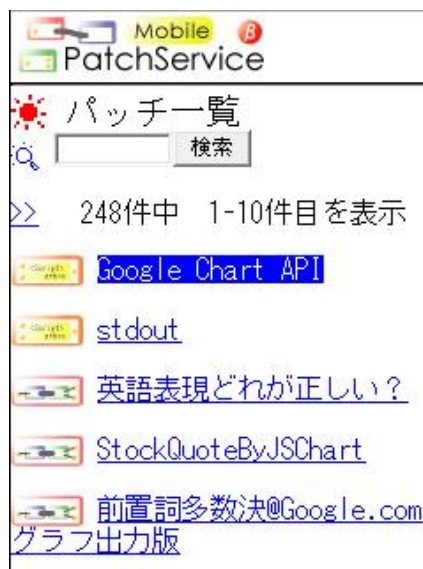 Mobile β
PatchService
パッチ一覧
検索
>> 248件中 1-10件目を表示
Google Chart API
stdout
英語表現どれが正しい？
StockQuoteByJSChart
前置詞多数決@Google.com
グラフ出力版